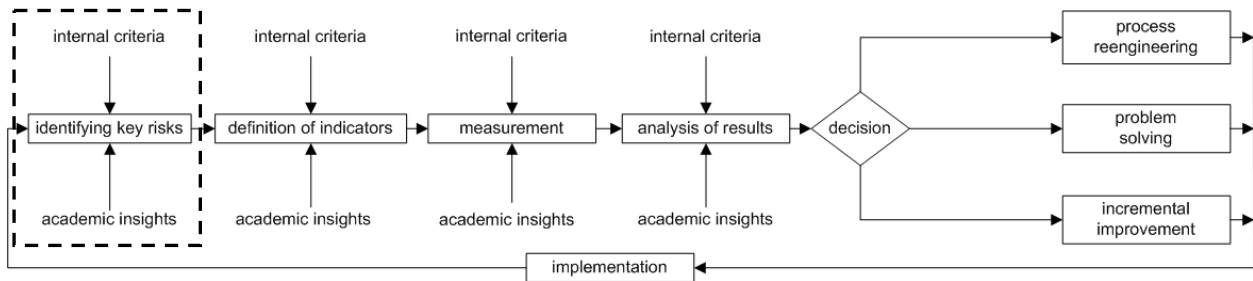 internal criteria
internal criteria
internal criteria
internal criteria
process
reengineering
identifying key risks
definition of indicators
measurement
analysis of results
decision
problem
solving
academic insights
academic insights
academic insights
academic insights
incremental
improvement
implementation